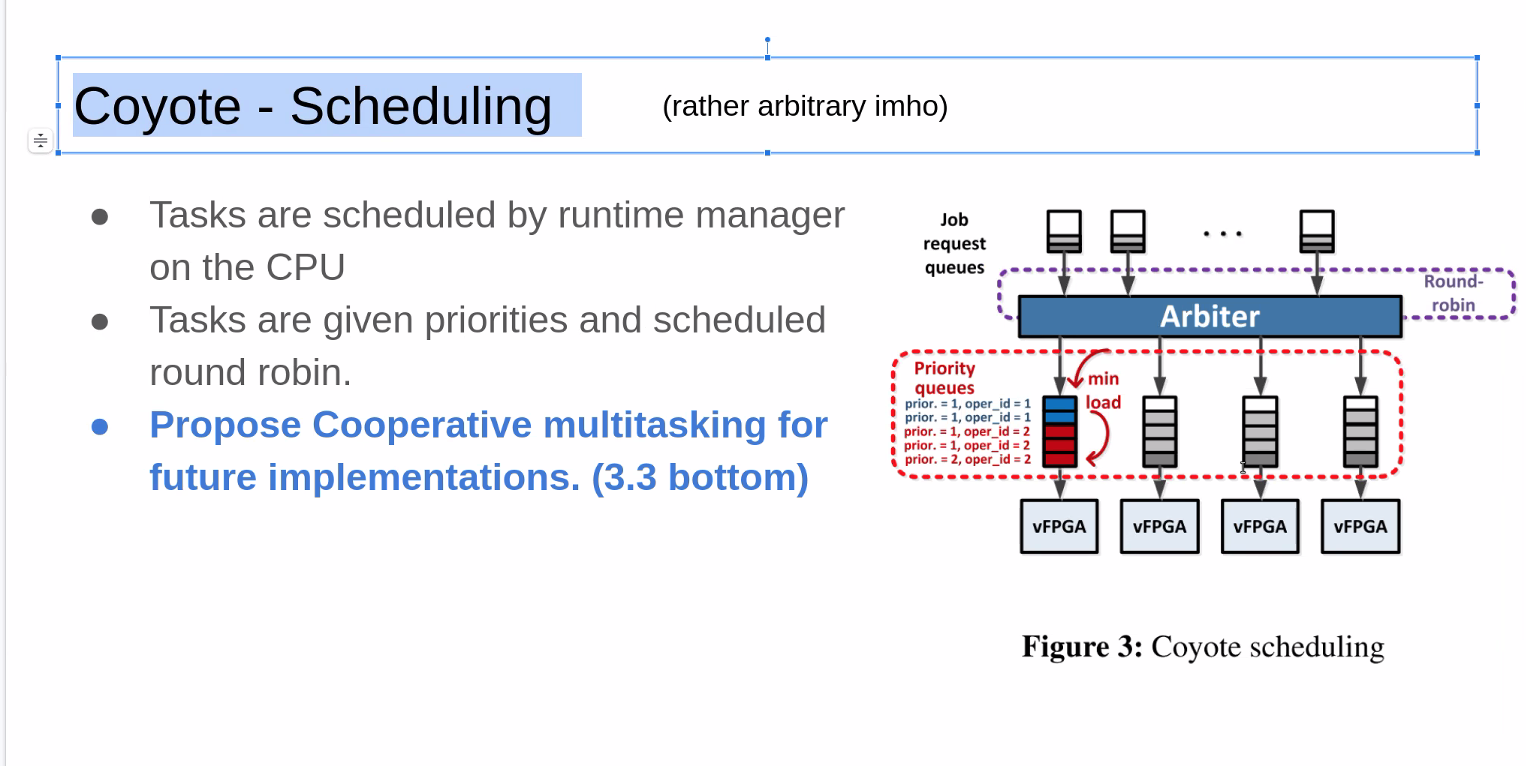 Coyote - Scheduling (rather arbitrary imho)
● Tasks are scheduled by runtime manager
on the CPU
● Tasks are given priorities and scheduled
round robin.
● Propose Cooperative multitasking for
future implementations. (3.3 bottom)
Job
request
queues
. . .
Round-
robin
Arbiter
Priority
queues
min
load
prior. = 1, oper_id = 1
prior. = 1, oper_id = 1
prior. = 1, oper_id = 2
prior. = 1, oper_id = 2
prior. = 2, oper_id = 2
vFPGA vFPGA vFPGA vFPGA
Figure 3: Coyote scheduling